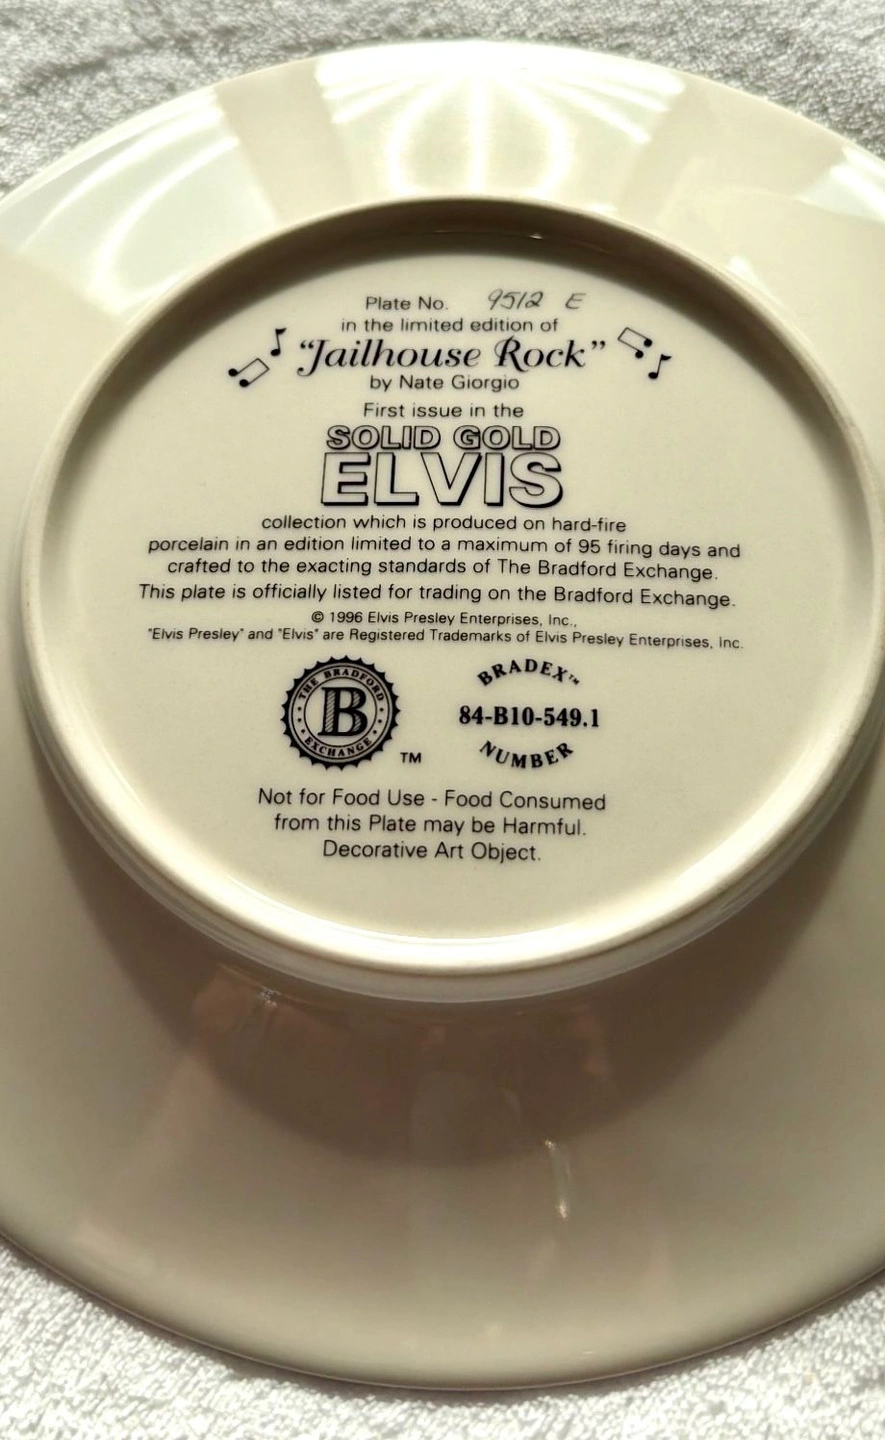 Plate No. 9512 E
in the limited edition of
"Jailhouse Rock"
by Nate Giorgio
First issue in the
SOLID GOLD
ELVIS
collection which is produced on hard-fire
porcelain in an edition limited to a maximum of 95 firing days and
crafted to the exacting standards of The Bradford Exchange.
This plate is officially listed for trading on the Bradford Exchange.
© 1996 Elvis Presley Enterprises, Inc.,
"Elvis Presley" and "Elvis" are Registered Trademarks of Elvis Presley Enterprises, Inc.
THE BRADFORD
B
EXCHANGE
TM
BRADEX™
84-B10-549.1
NUMBER
Not for Food Use - Food Consumed
from this Plate may be Harmful.
Decorative Art Object.